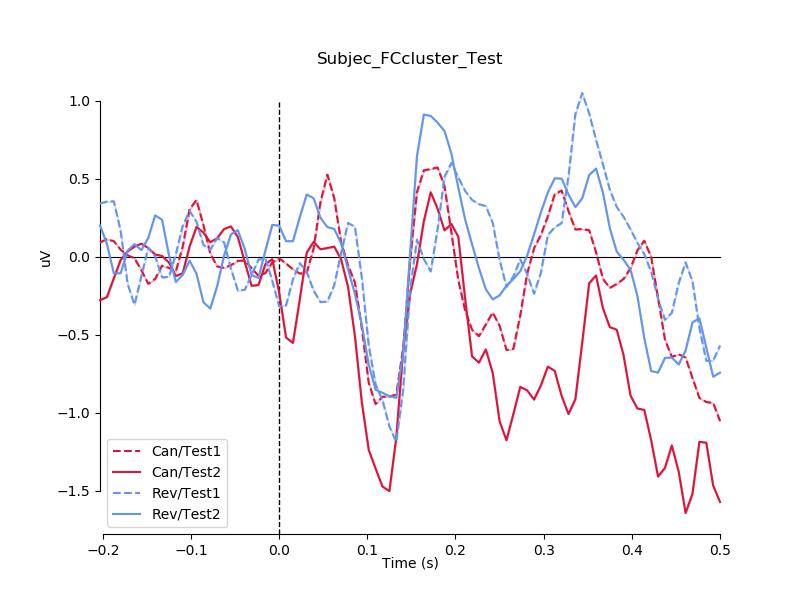 Subjec_FCcluster_Test
uV
1.0
0.5
0.0
−0.5
−1.0
−1.5
Can/Test1
Can/Test2
Rev/Test1
Rev/Test2
−0.2 −0.1 0.0 0.1 0.2 0.3 0.4 0.5
Time (s)